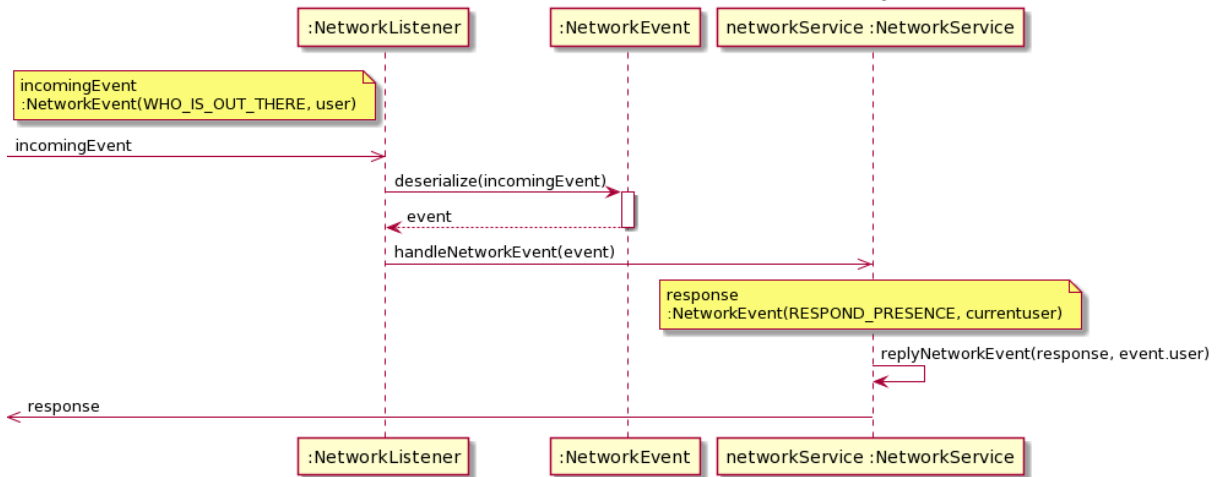 :NetworkListener
:NetworkEvent
networkService :NetworkService
incomingEvent
:NetworkEvent(WHO_IS_OUT_THERE, user)
incomingEvent
deserialize(incomingEvent)
event
handleNetworkEvent(event)
response
:NetworkEvent(RESPOND_PRESENCE, currentuser)
replyNetworkEvent(response, event.user)
response
:NetworkListener
:NetworkEvent
networkService :NetworkService